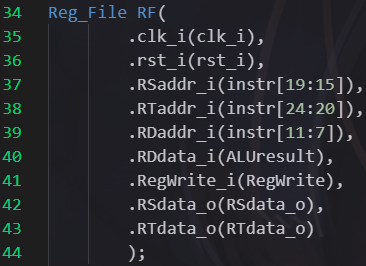 34 Reg_File RF(
35 .clk_i(clk_i),
36 .rst_i(rst_i),
37 .RSaddr_i(instr[19:15]),
38 .RTaddr_i(instr[24:20]),
39 .RDaddr_i(instr[11:7]),
40 .RDdata_i(ALUresult),
41 .RegWrite_i(RegWrite),
42 .RSdata_o(RSdata_o),
43 .RTdata_o(RTdata_o)
44 );